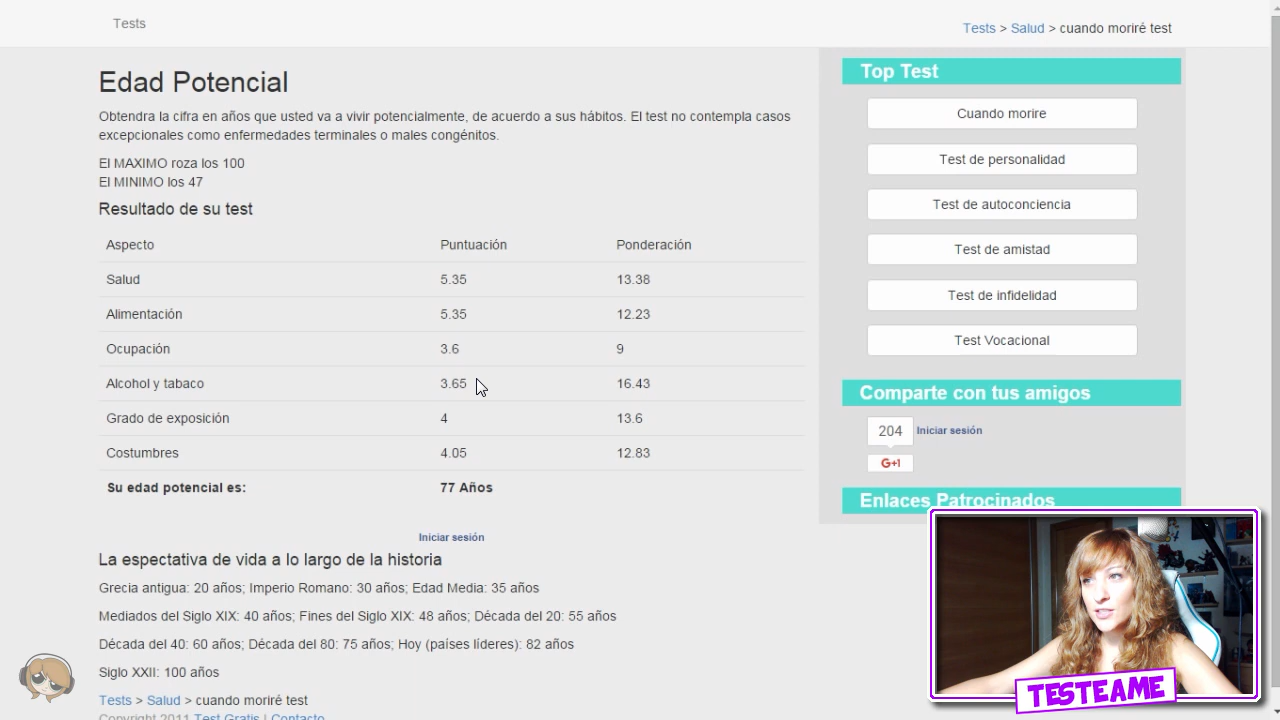 Tests
Tests > Salud > cuando moriré test
Edad Potencial
Obtendra la cifra en años que usted va a vivir potencialmente, de acuerdo a sus hábitos. El test no contempla casos
excepcionales como enfermedades terminales o males congénitos.
El MAXIMO roza los 100
El MINIMO los 47
Resultado de su test
Aspecto Puntuación Ponderación
Salud 5.35 13.38
Alimentación 5.35 12.23
Ocupación 3.6 9
Alcohol y tabaco 3.65 16.43
Grado de exposición 4 13.6
Costumbres 4.05 12.83
Su edad potencial es: 77 Años
Iniciar sesión
La espectativa de vida a lo largo de la historia
Grecia antigua: 20 años; Imperio Romano: 30 años; Edad Media: 35 años
Mediados del Siglo XIX: 40 años; Fines del Siglo XIX: 48 años; Década del 20: 55 años
Década del 40: 60 años; Década del 80: 75 años; Hoy (países líderes): 82 años
Siglo XXII: 100 años
Tests > Salud > cuando moriré test
Copyright 2011 Test Gratis | Contacto
Top Test
Cuando morire
Test de personalidad
Test de autoconciencia
Test de amistad
Test de infidelidad
Test Vocacional
Comparte con tus amigos
204 Iniciar sesión
G+1
Enlaces Patrocinados
TESTEAME